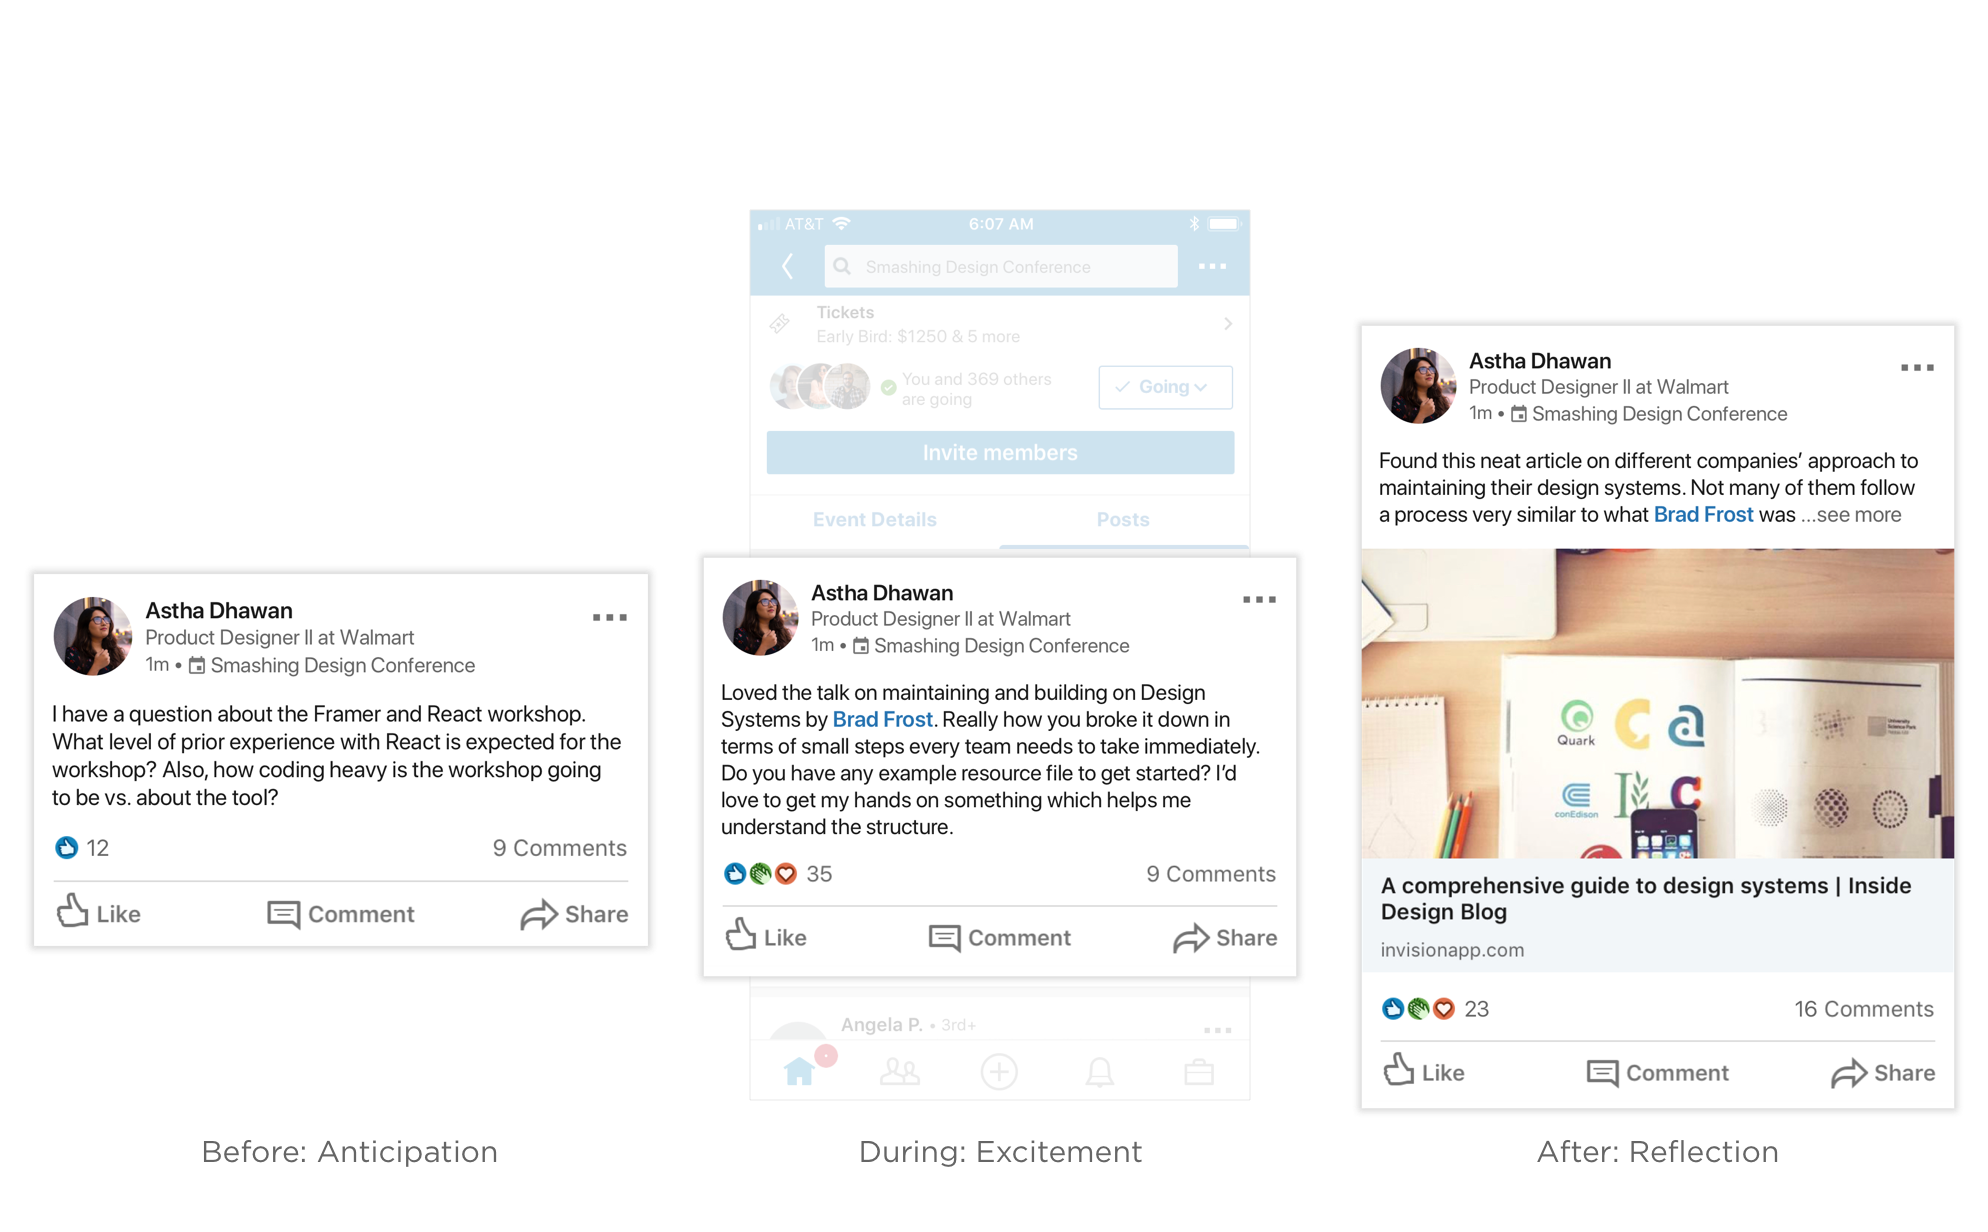 AT&T
6:07 AM
Smashing Design Conference
Tickets
Early Bird: $1250 & 5 more
You and 369 others
are going
Going
Invite members
Event Details
Posts
Astha Dhawan
Product Designer II at Walmart
1m • Smashing Design Conference
I have a question about the Framer and React workshop.
What level of prior experience with React is expected for the
workshop? Also, how coding heavy is the workshop going
to be vs. about the tool?
12
9 Comments
Like
Comment
Share
Before: Anticipation
Astha Dhawan
Product Designer II at Walmart
1m • Smashing Design Conference
Loved the talk on maintaining and building on Design
Systems by Brad Frost. Really how you broke it down in
terms of small steps every team needs to take immediately.
Do you have any example resource file to get started? I’d
love to get my hands on something which helps me
understand the structure.
35
9 Comments
Like
Comment
Share
Angela P. • 3rd+
During: Excitement
Astha Dhawan
Product Designer II at Walmart
1m • Smashing Design Conference
Found this neat article on different companies’ approach to
maintaining their design systems. Not many of them follow
a process very similar to what Brad Frost was ...see more
Quark
conEdison
A comprehensive guide to design systems | Inside
Design Blog
invisionapp.com
23
16 Comments
Like
Comment
Share
After: Reflection